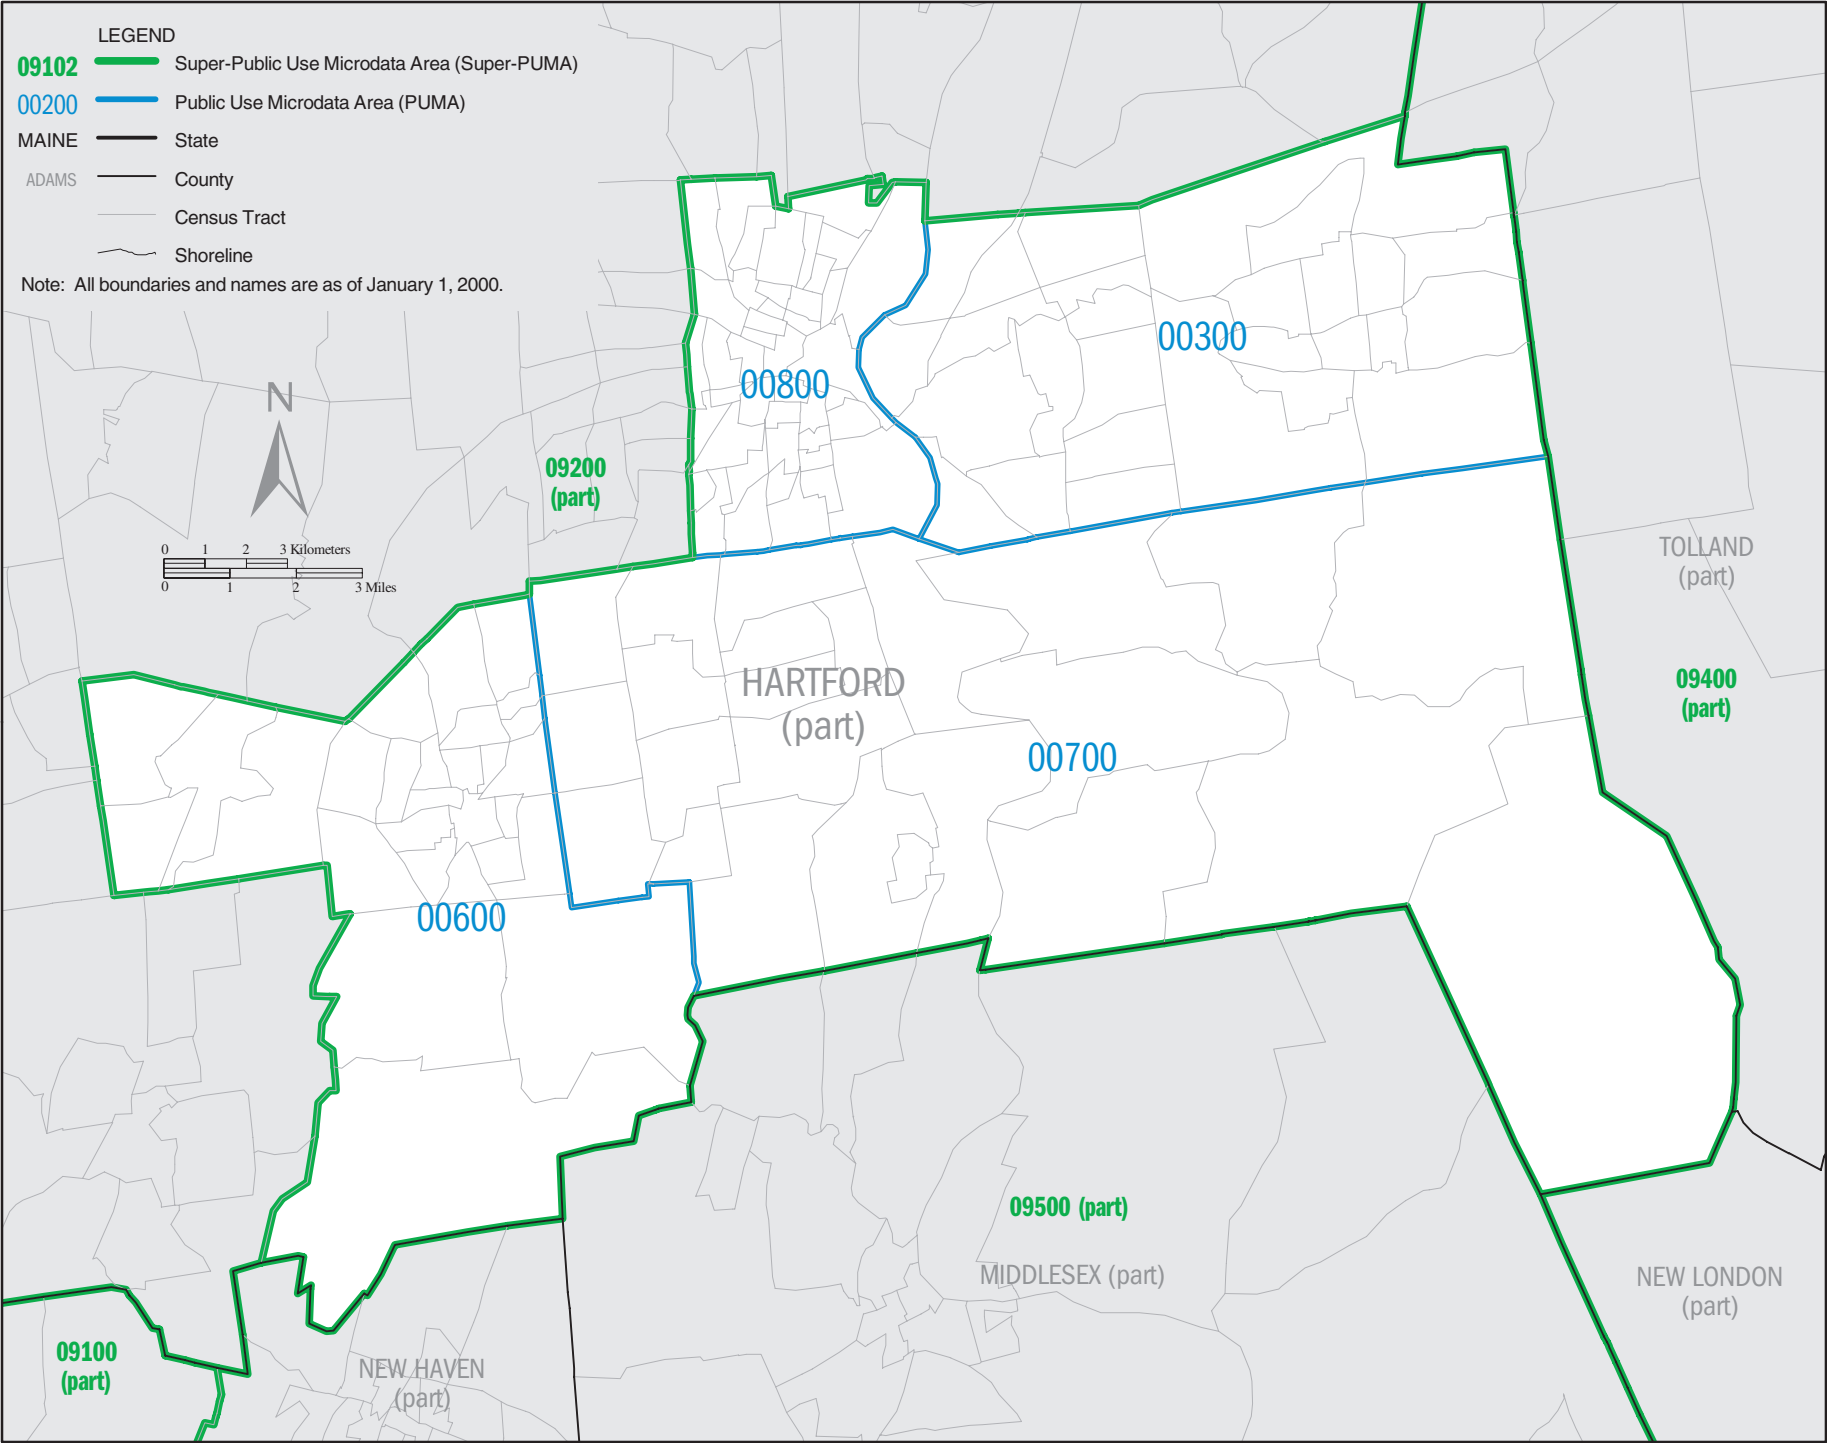 LEGEND
09102 Super-Public Use Microdata Area (Super-PUMA)
00200 Public Use Microdata Area (PUMA)
MAINE State
ADAMS County
Census Tract
Shoreline
Note: All boundaries and names are as of January 1, 2000.
00300
00800
N
09200
(part)
0 1 2 3 Kilometers
0 1 2 3 Miles
TOLLAND
(part)
HARTFORD
(part)
09400
(part)
00700
00600
09500 (part)
MIDDLESEX (part)
NEW LONDON
(part)
09100
(part)
NEW HAVEN
(part)